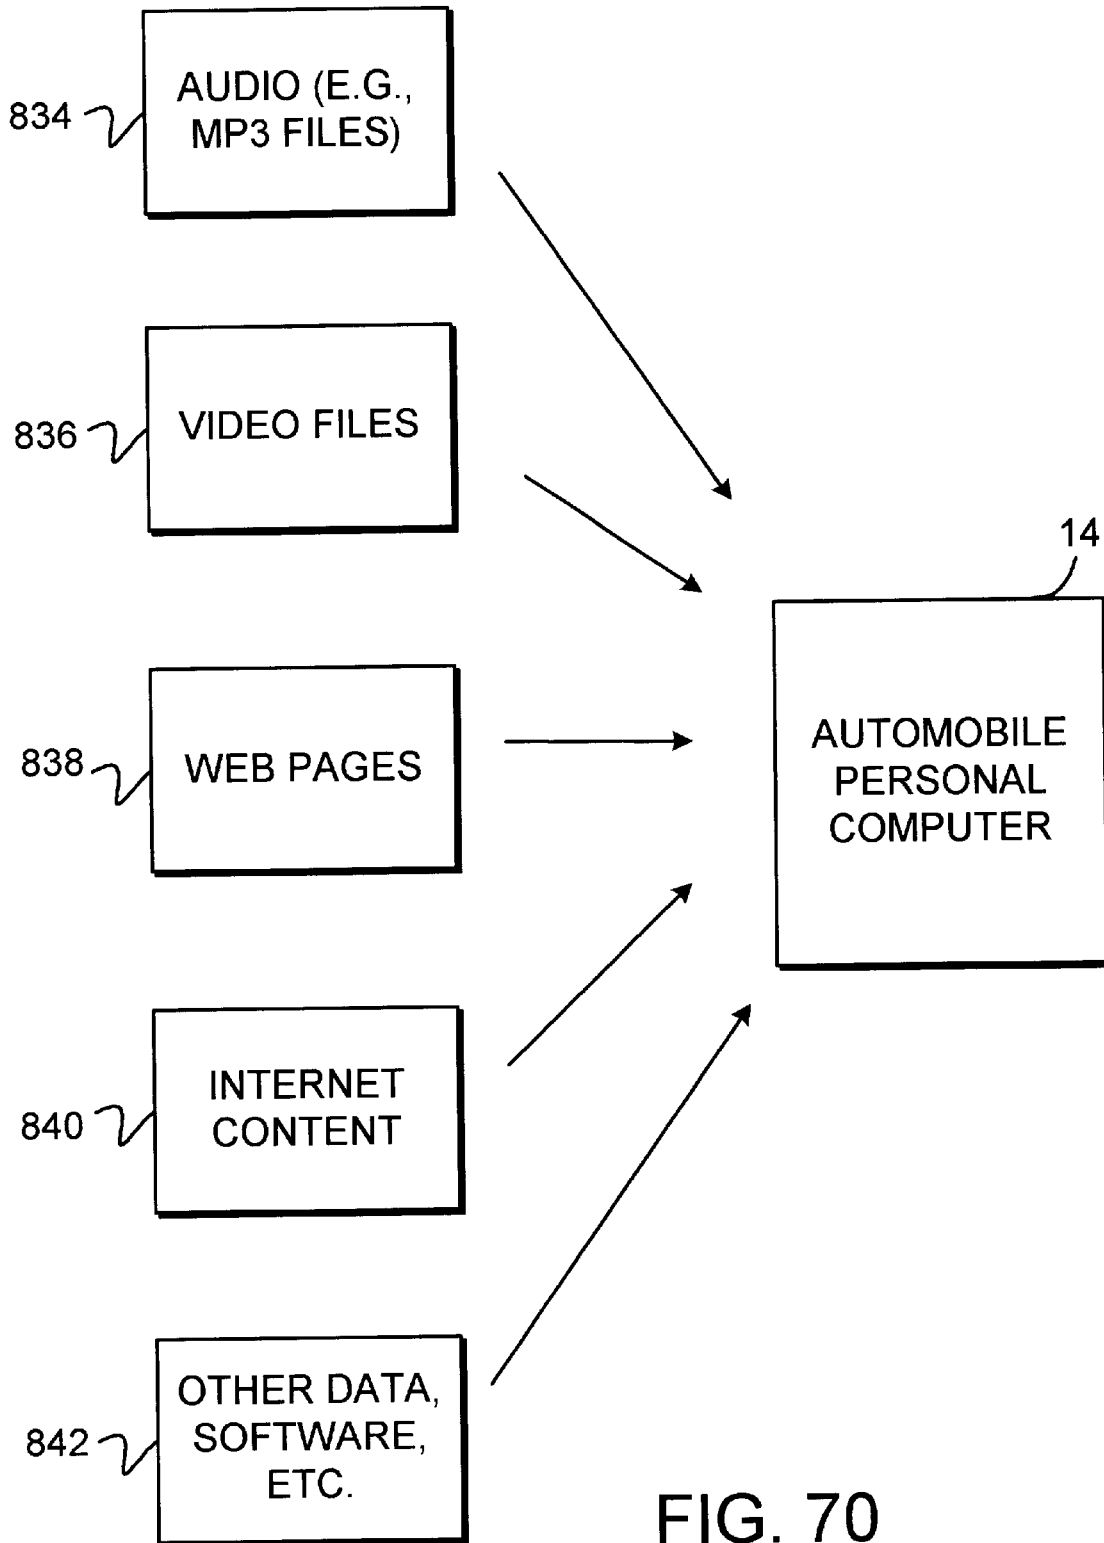 834
AUDIO (E.G.,
MP3 FILES)
836
VIDEO FILES
14
838
WEB PAGES
AUTOMOBILE
PERSONAL
COMPUTER
840
INTERNET
CONTENT
842
OTHER DATA,
SOFTWARE,
ETC.
FIG. 70